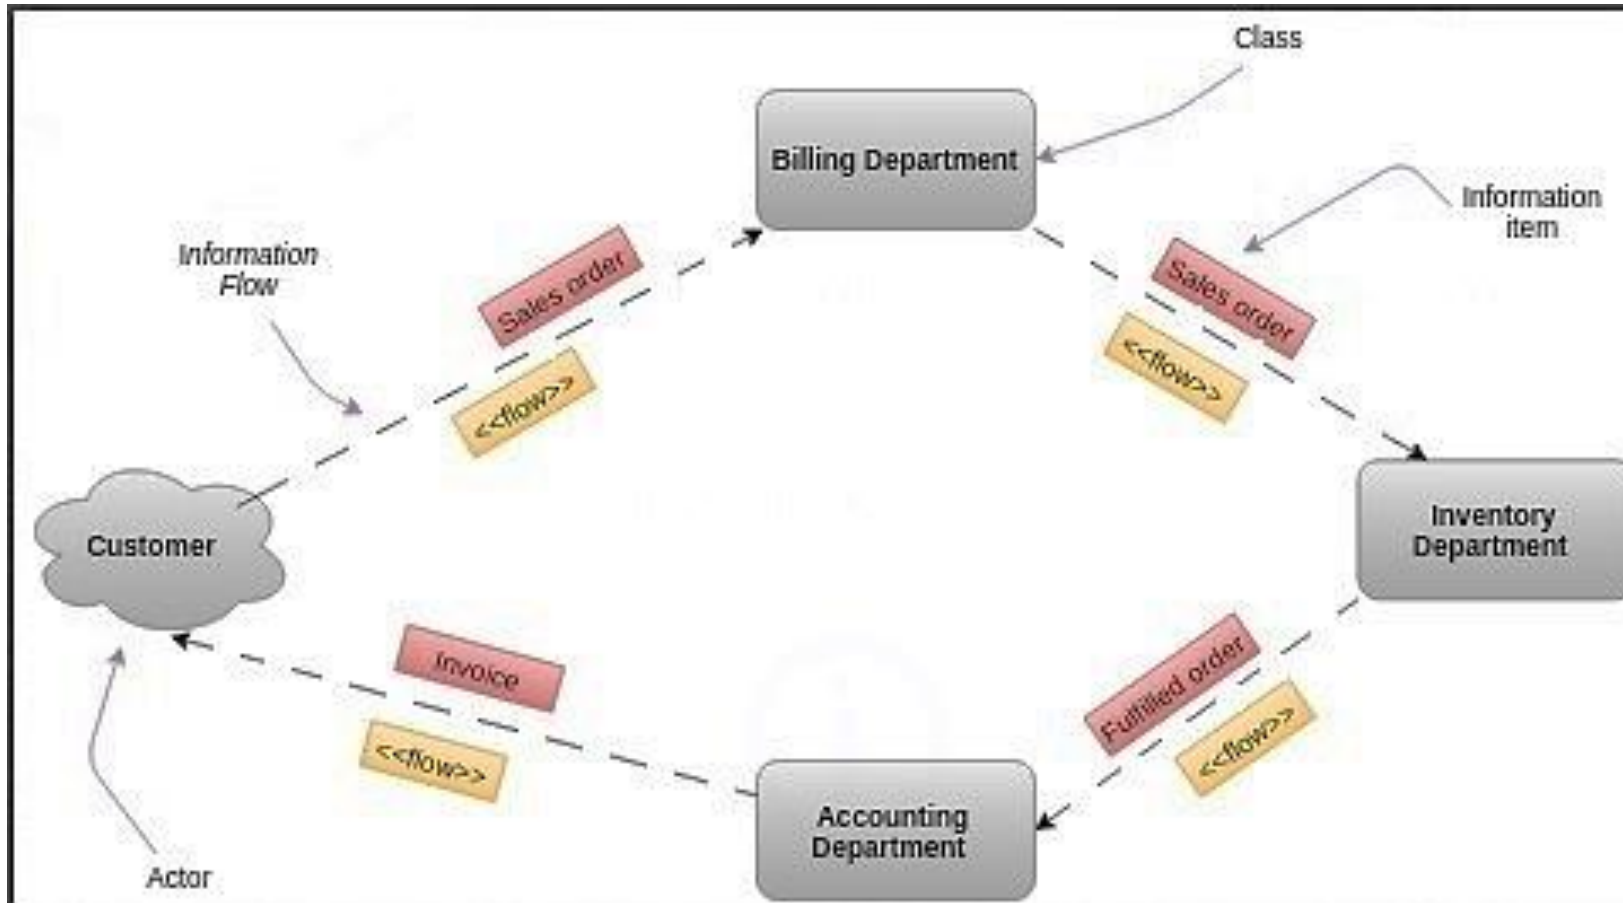 Class
Billing Department
Information
item
Information
Flow
Sales order
<<flow>>
Sales order
<<flow>>
Customer
Inventory
Department
Invoice
<<flow>>
Fulfilled order
<<flow>>
Accounting
Department
Actor